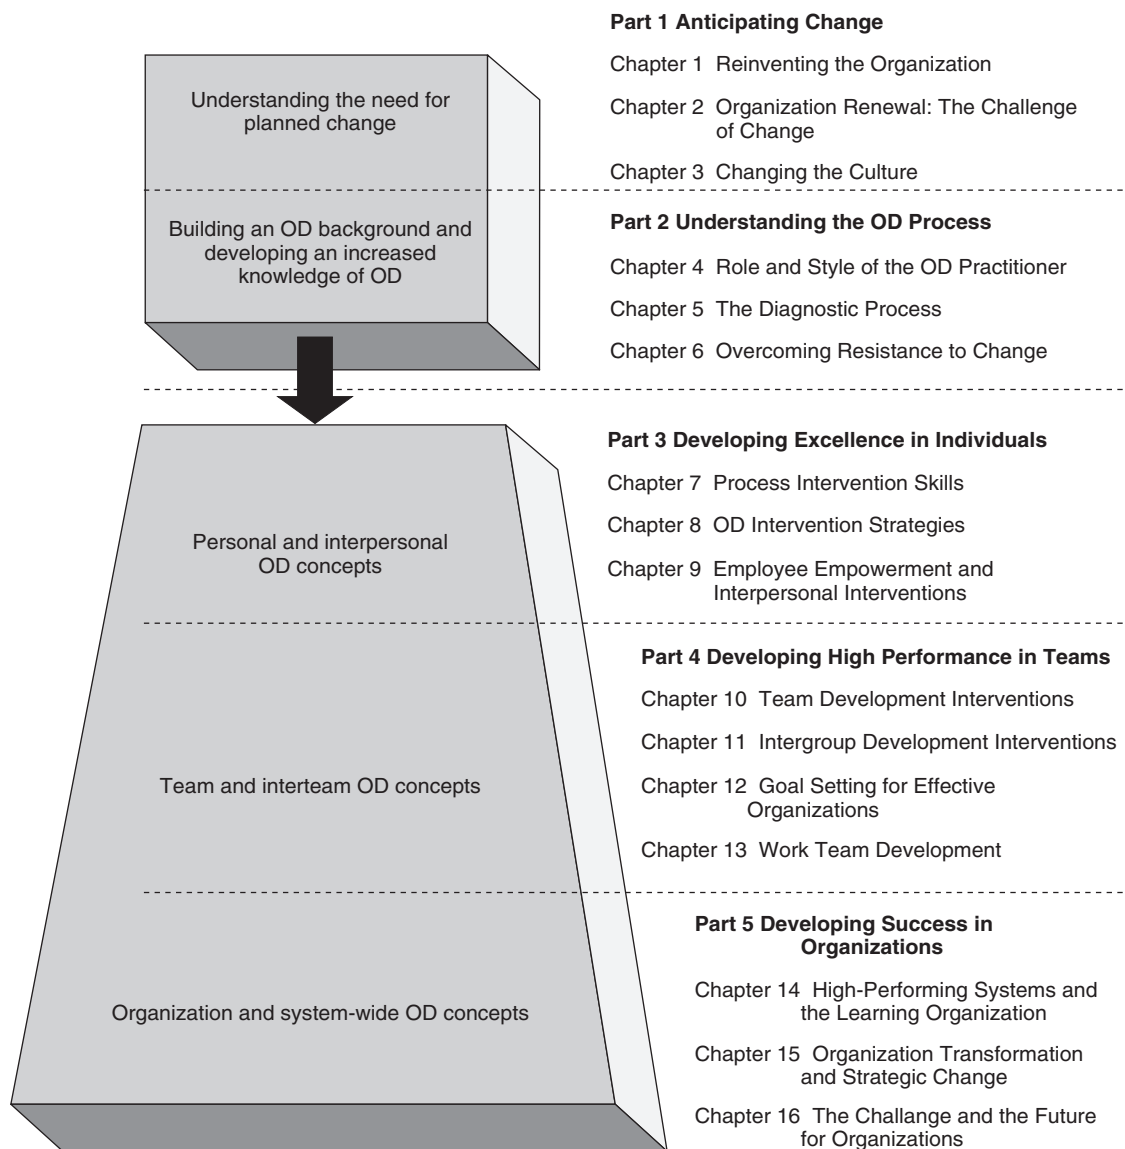 Part 1 Anticipating Change
Chapter 1 Reinventing the Organization
Chapter 2 Organization Renewal: The Challenge
of Change
Chapter 3 Changing the Culture
Understanding the need for
planned change
Part 2 Understanding the OD Process
Chapter 4 Role and Style of the OD Practitioner
Chapter 5 The Diagnostic Process
Chapter 6 Overcoming Resistance to Change
Building an OD background and
developing an increased
knowledge of OD
Part 3 Developing Excellence in Individuals
Chapter 7 Process Intervention Skills
Chapter 8 OD Intervention Strategies
Chapter 9 Employee Empowerment and
Interpersonal Interventions
Personal and interpersonal
OD concepts
Part 4 Developing High Performance in Teams
Chapter 10 Team Development Interventions
Chapter 11 Intergroup Development Interventions
Chapter 12 Goal Setting for Effective
Organizations
Chapter 13 Work Team Development
Team and interteam OD concepts
Part 5 Developing Success in
Organizations
Chapter 14 High-Performing Systems and
the Learning Organization
Chapter 15 Organization Transformation
and Strategic Change
Chapter 16 The Challange and the Future
for Organizations
Organization and system-wide OD concepts